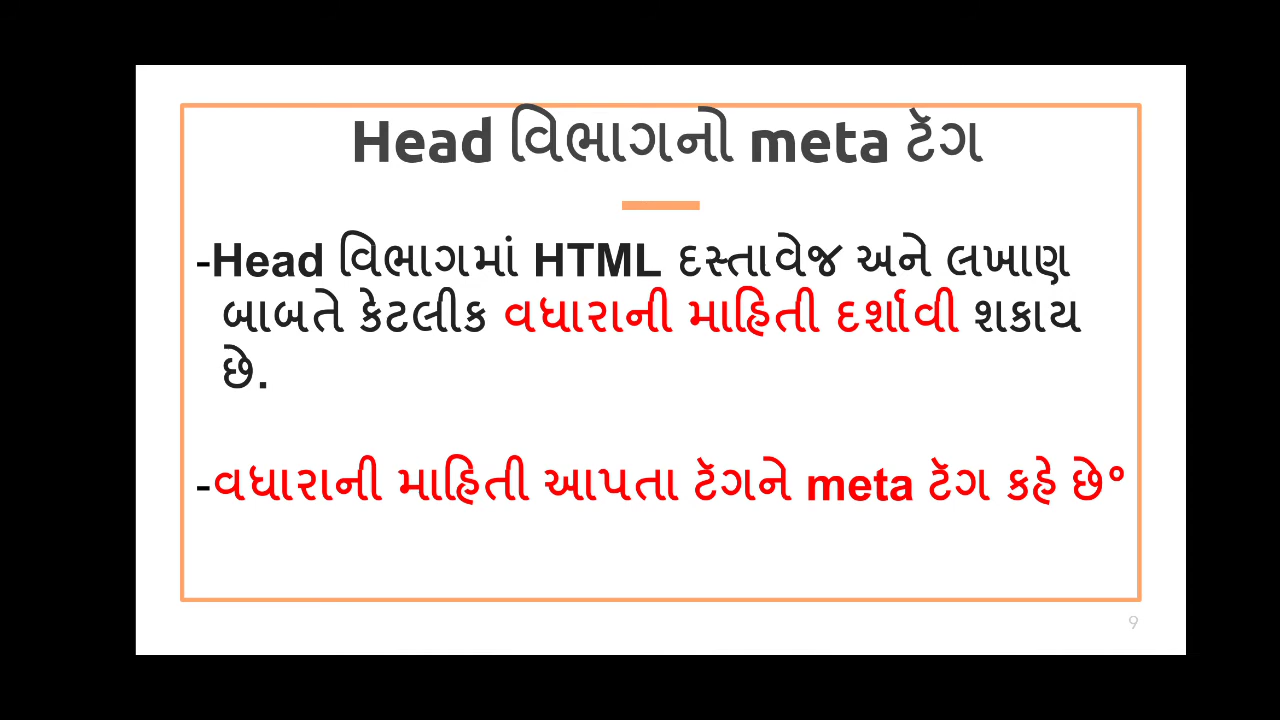 Head વિભાગનો meta ટૅગ
-Head વિભાગમાં HTML દસ્તાવેજ અને લખાણ
બાબતે કેટલીક વધારાની માહિતી દર્શાવી શકાય
છે.
-વધારાની માહિતી આપતા ટૅગને meta ટૅગ કહે છે°
9